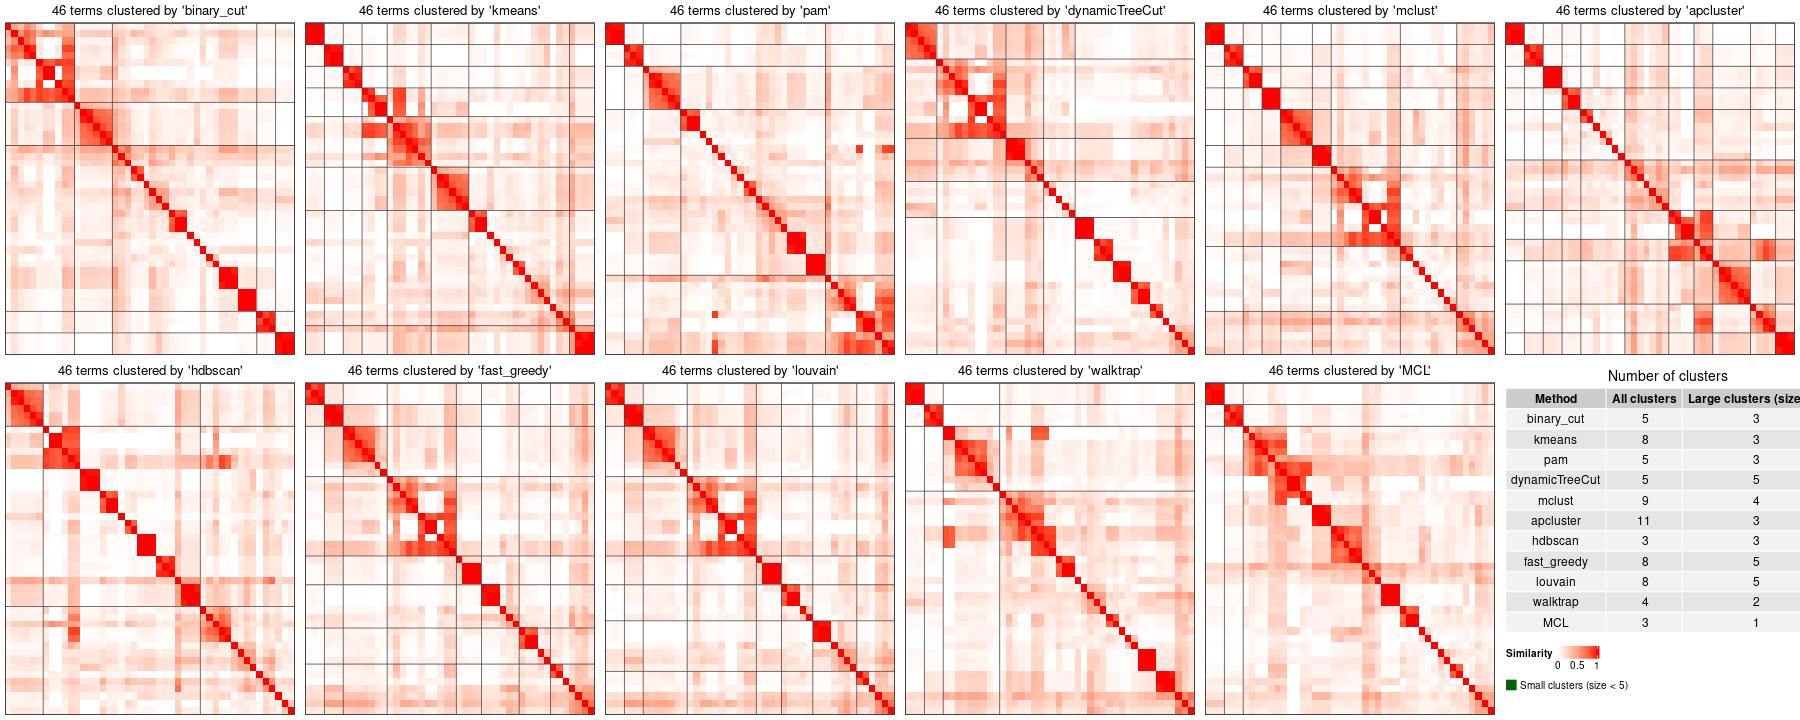 46 terms clustered by 'binary_cut'
46 terms clustered by 'kmeans'
46 terms clustered by 'pam'
46 terms clustered by 'dynamicTreeCut'
46 terms clustered by 'mclust'
46 terms clustered by 'apcluster'
46 terms clustered by 'hdbscan'
46 terms clustered by 'fast_greedy'
46 terms clustered by 'louvain'
46 terms clustered by 'walktrap'
46 terms clustered by 'MCL'
Number of clusters
Method All clusters Large clusters (size
binary_cut 5 3
kmeans 8 3
pam 5 3
dynamicTreeCut 5 5
mclust 9 4
apcluster 11 3
hdbscan 3 3
fast_greedy 8 5
louvain 8 5
walktrap 4 2
MCL 3 1
Similarity
0 0.5 1
Small clusters (size < 5)